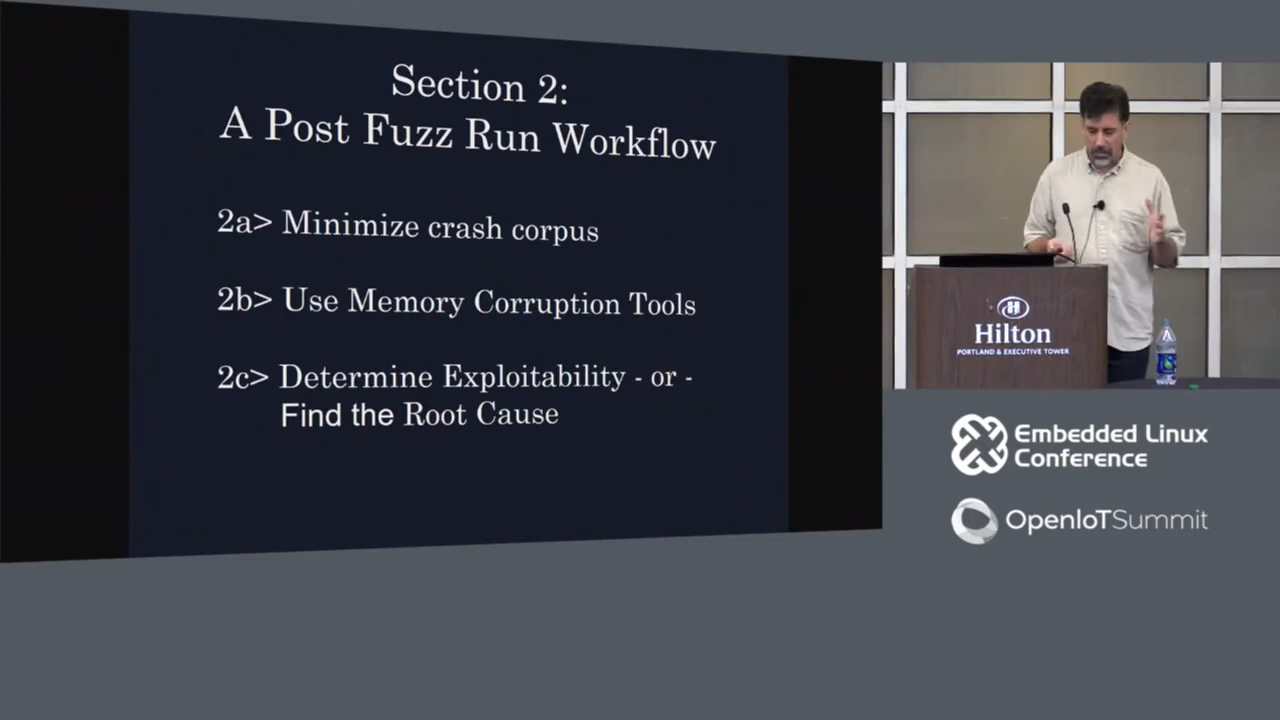 Section 2:
A Post Fuzz Run Workflow
2a> Minimize crash corpus
2b> Use Memory Corruption Tools
2c> Determine Exploitability - or -
Find the Root Cause
Hilton
PORTLAND & EXECUTIVE TOWER
Embedded Linux
Conference
OpenIoTSummit